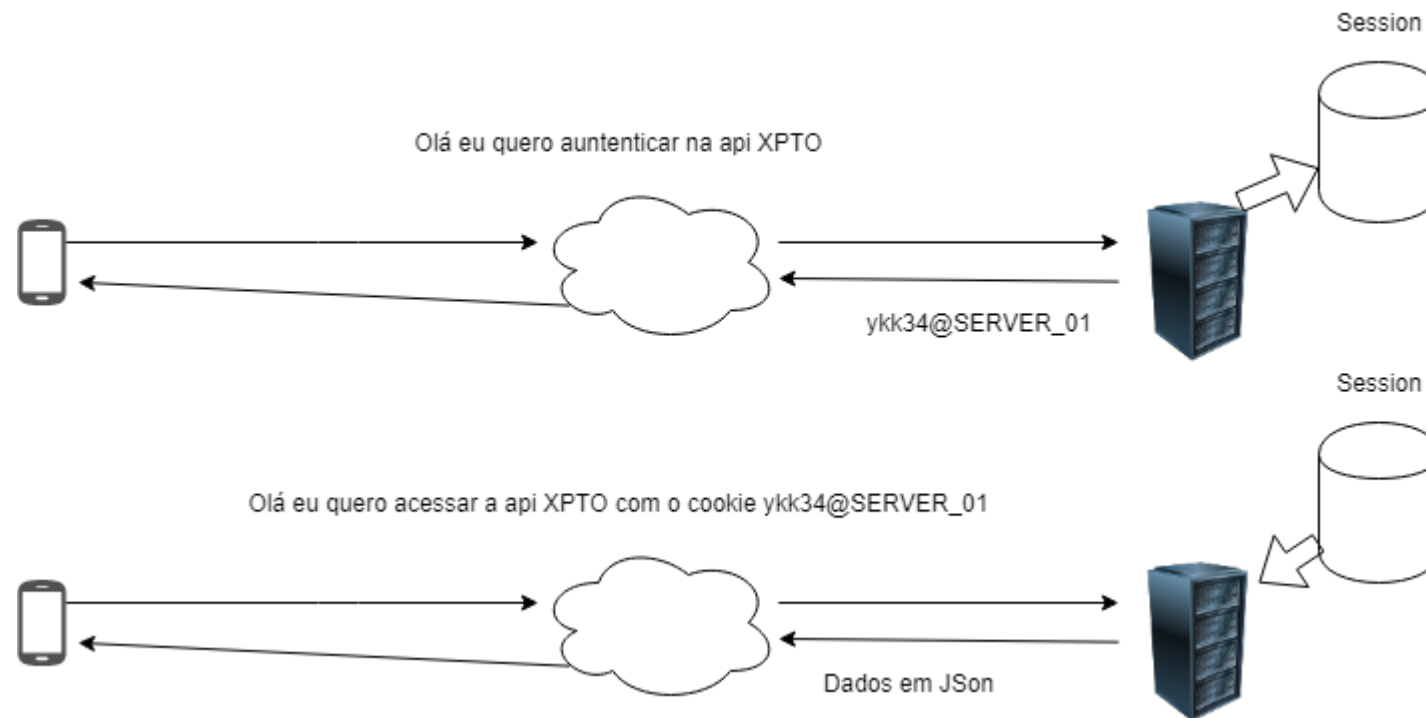 Session
Olá eu quero auntenticar na api XPTO
ykk34@SERVER_01
Session
Olá eu quero acessar a api XPTO com o cookie ykk34@SERVER_01
Dados em JSon